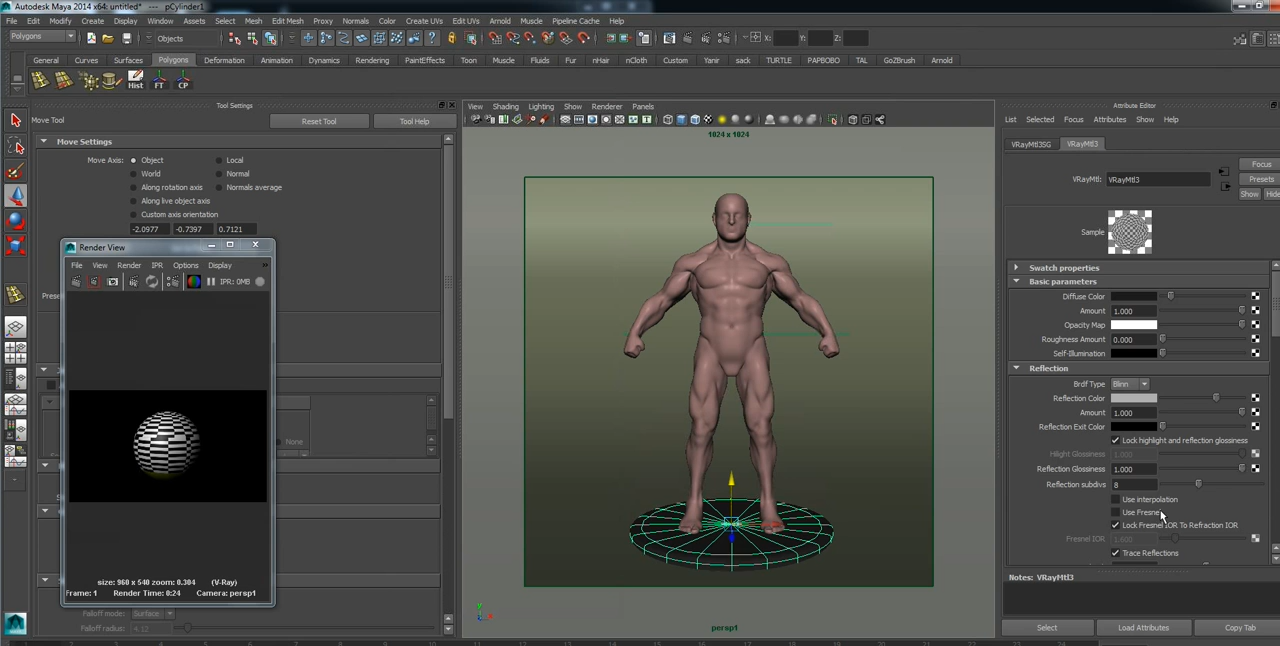 Autodesk Maya 2014 x64: untitled* --- pCylinder1
File Edit Modify Create Display Window Assets Select Mesh Edit Mesh Proxy Normals Color Create UVs Edit UVs Arnold Muscle Pipeline Cache Help
Polygons Objects X: Y: Z:
General Curves Surfaces Polygons Deformation Animation Dynamics Rendering PaintEffects Toon Muscle Fluids Fur nHair nCloth Custom Yanir sack TURTLE PAPBOBO TAL GoZBrush Arnold
Hist FT CP
Tool Settings
Move Tool Reset Tool Tool Help
Move Settings
Move Axis: Object Local
World Normal
Along rotation axis Normals average
Along live object axis
Custom axis orientation
-2.0977 -0.7397 0.7121
Prese
None
Falloff mode: Surface
Falloff radius: 4.12
Render View
File View Render IPR Options Display »
IPR: 0MB
size: 960 x 540 zoom: 0.304 (V-Ray)
Frame: 1 Render Time: 0:24 Camera: persp1
View Shading Lighting Show Renderer Panels
1024 x 1024
persp1
Attribute Editor
List Selected Focus Attributes Show Help
VRayMtl3SG VRayMtl3
Focus
VRayMtl: VRayMtl3 Presets
Show Hide
Sample
Swatch properties
Basic parameters
Diffuse Color
Amount 1.000
Opacity Map
Roughness Amount 0.000
Self-Illumination
Reflection
Brdf Type Blinn
Reflection Color
Amount 1.000
Reflection Exit Color
Lock highlight and reflection glossiness
Hilight Glossiness 1.000
Reflection Glossiness 1.000
Reflection subdivs 8
Use interpolation
Use Fresnel
Lock Fresnel IOR To Refraction IOR
Fresnel IOR 1.600
Trace Reflections
Notes: VRayMtl3
Select Load Attributes Copy Tab